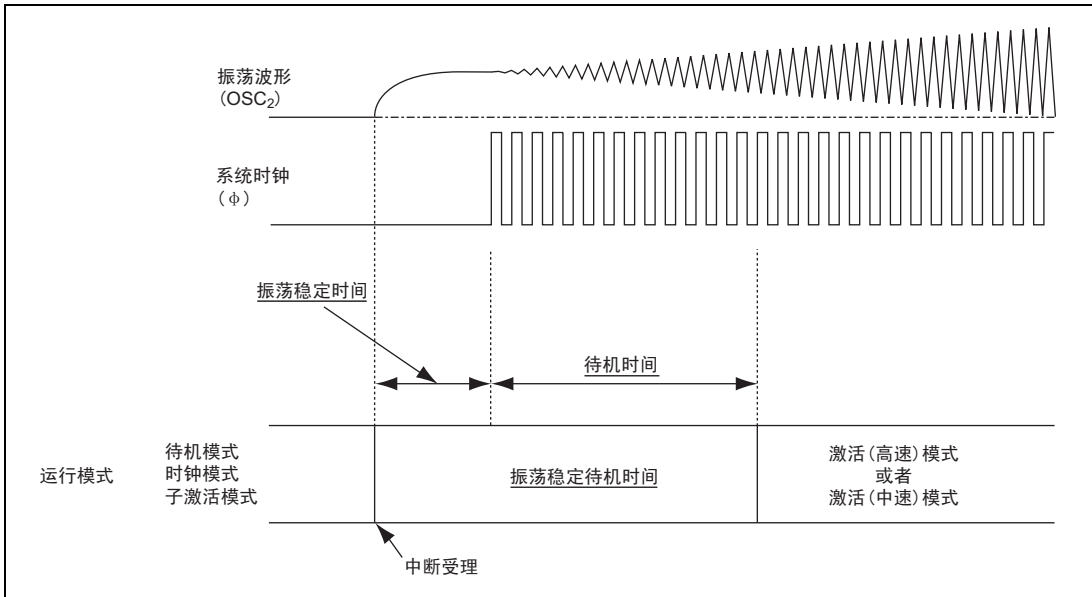 振荡波形
(OSC2)
系统时钟
(φ)
振荡稳定时间
待机时间
运行模式
待机模式
时钟模式
子激活模式
振荡稳定待机时间
激活(高速)模式
或者
激活(中速)模式
中断受理